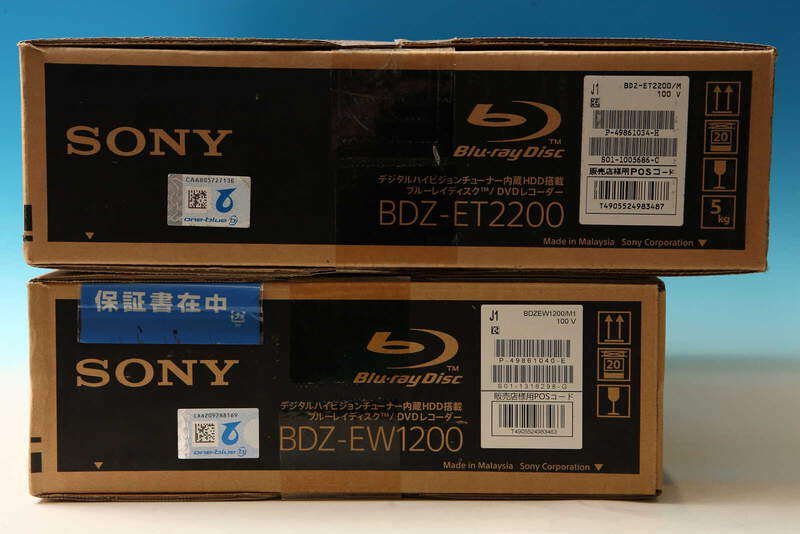 SONY
CAA805727136
one-blue
Blu-ray Disc™
デジタルハイビジョンチューナー内蔵HDD搭載
ブルーレイディスク™/DVDレコーダー
BDZ-ET2200
J1
BDZ-ET2200/M
100 V
P-49861034-H
S01-1003686-C
販売店様用POSコード
T4905524983487
20
5kg
Made in Malaysia Sony Corporation
保証書在中
SONY
CAA209288169
one-blue
Blu-ray Disc™
デジタルハイビジョンチューナー内蔵HDD搭載
ブルーレイディスク™/DVDレコーダー
BDZ-EW1200
J1
BDZEW1200/M1
100 V
P-49861040-E
S01-1316298-G
販売店様用POSコード
T4905524983463
20
Made in Malaysia Sony Corporation